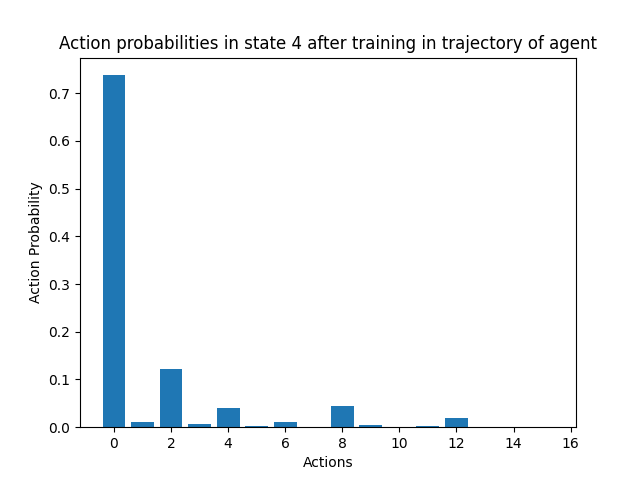 Action probabilities in state 4 after training in trajectory of agent
Action Probability
0.7
0.6
0.5
0.4
0.3
0.2
0.1
0.0
0 2 4 6 8 10 12 14 16
Actions